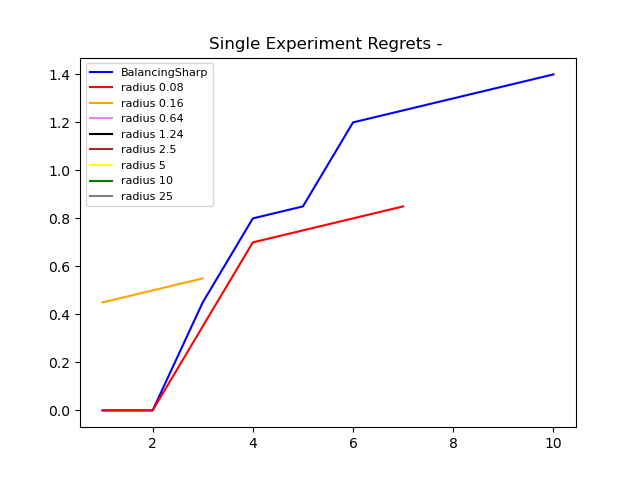 Single Experiment Regrets -
BalancingSharp
radius 0.08
radius 0.16
radius 0.64
radius 1.24
radius 2.5
radius 5
radius 10
radius 25
1.4
1.2
1.0
0.8
0.6
0.4
0.2
0.0
2 4 6 8 10